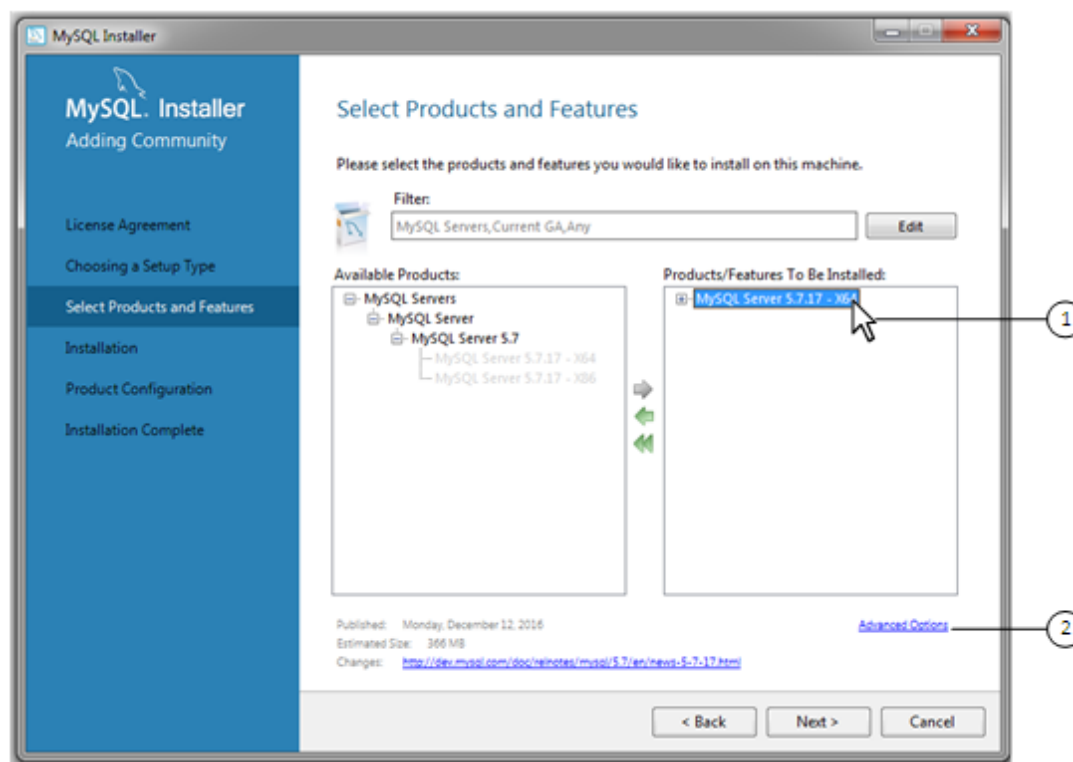 MySQL Installer
MySQL. Installer
Adding Community
License Agreement
Choosing a Setup Type
Select Products and Features
Installation
Product Configuration
Installation Complete
Select Products and Features
Please select the products and features you would like to install on this machine.
Filter:
MySQL Servers,Current GA,Any
Edit
Available Products:
MySQL Servers
MySQL Server
MySQL Server 5.7
MySQL Server 5.7.17 - X64
MySQL Server 5.7.17 - X86
Products/Features To Be Installed:
MySQL Server 5.7.17 - X64
1
Published: Monday, December 12, 2016
Estimated Size: 366 MB
Changes: http://dev.mysql.com/doc/relnotes/mysql/5.7/en/news-5-7-17.html
Advanced Options
2
< Back
Next >
Cancel